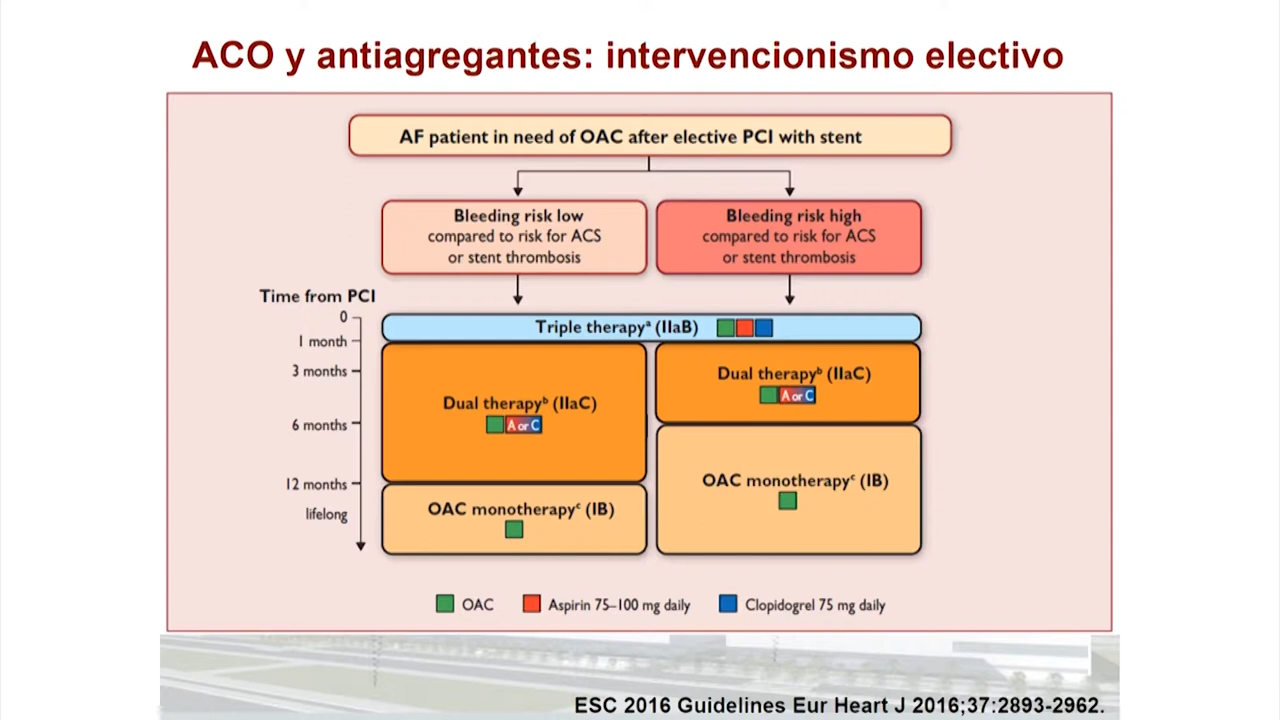 ACO y antiagregantes: intervencionismo electivo
AF patient in need of OAC after elective PCI with stent
Bleeding risk low
compared to risk for ACS
or stent thrombosis
Bleeding risk high
compared to risk for ACS
or stent thrombosis
Time from PCI
0
1 month
3 months
6 months
12 months
lifelong
Triple therapyᵃ (IIaB)
Dual therapyᵇ (IIaC)
A or C
OAC monotherapyᶜ (IB)
Dual therapyᵇ (IIaC)
A or C
OAC monotherapyᶜ (IB)
OAC
Aspirin 75–100 mg daily
Clopidogrel 75 mg daily
ESC 2016 Guidelines Eur Heart J 2016;37:2893-2962.